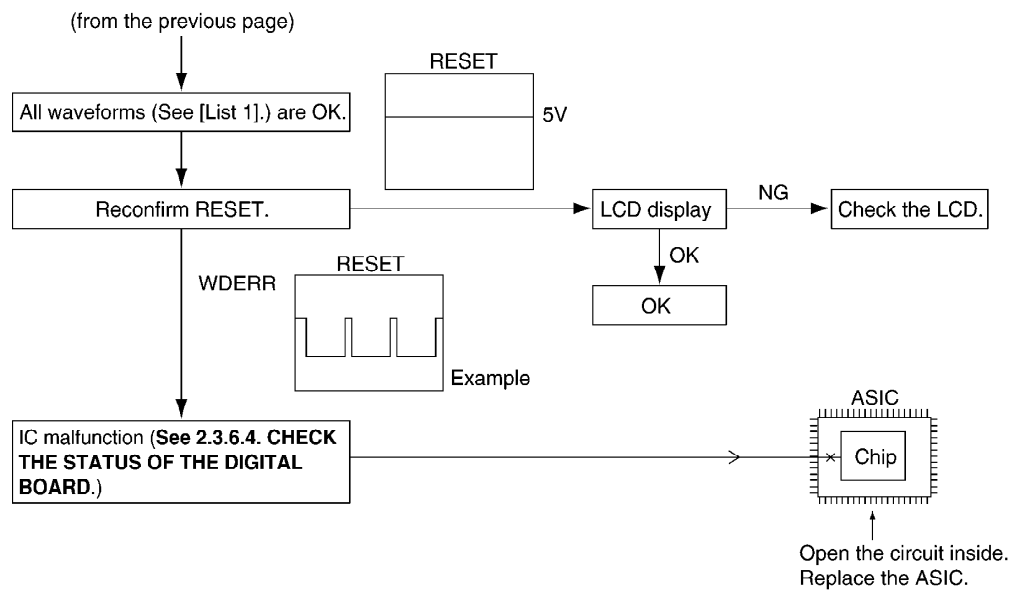 (from the previous page)
RESET
5V
All waveforms (See [List 1].) are OK.
Reconfirm RESET.
LCD display
NG
Check the LCD.
OK
OK
WDERR
RESET
Example
IC malfunction (See 2.3.6.4. CHECK
THE STATUS OF THE DIGITAL
BOARD.)
ASIC
Chip
Open the circuit inside.
Replace the ASIC.